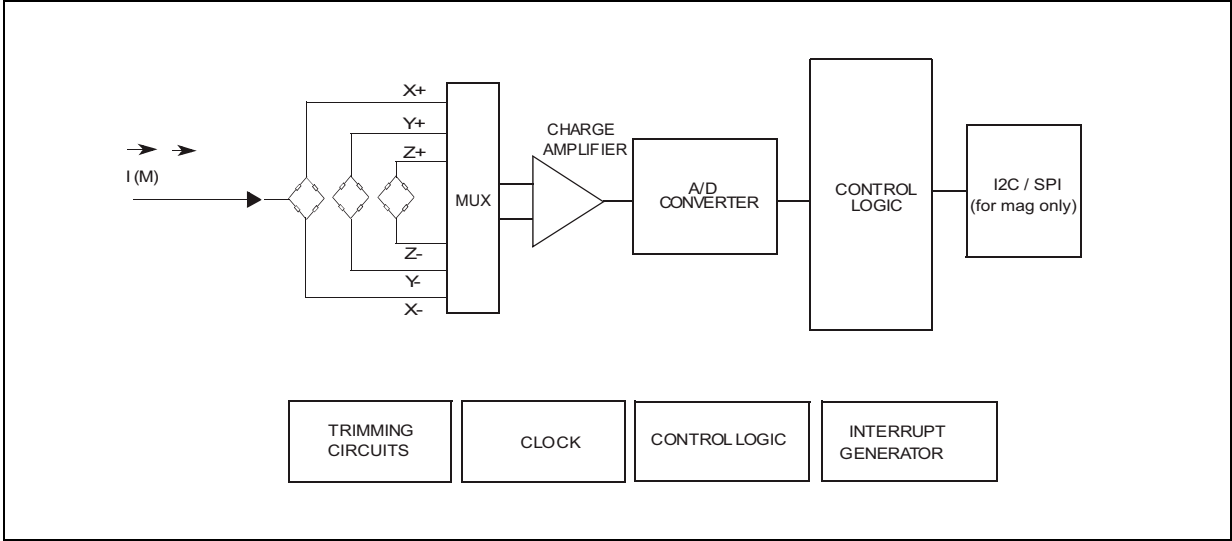 X+
Y+
Z+
I (M)
MUX
Z-
Y-
X-
CHARGE
AMPLIFIER
A/D
CONVERTER
CONTROL
LOGIC
I2C / SPI
(for mag only)
TRIMMING
CIRCUITS
CLOCK
CONTROL LOGIC
INTERRUPT
GENERATOR